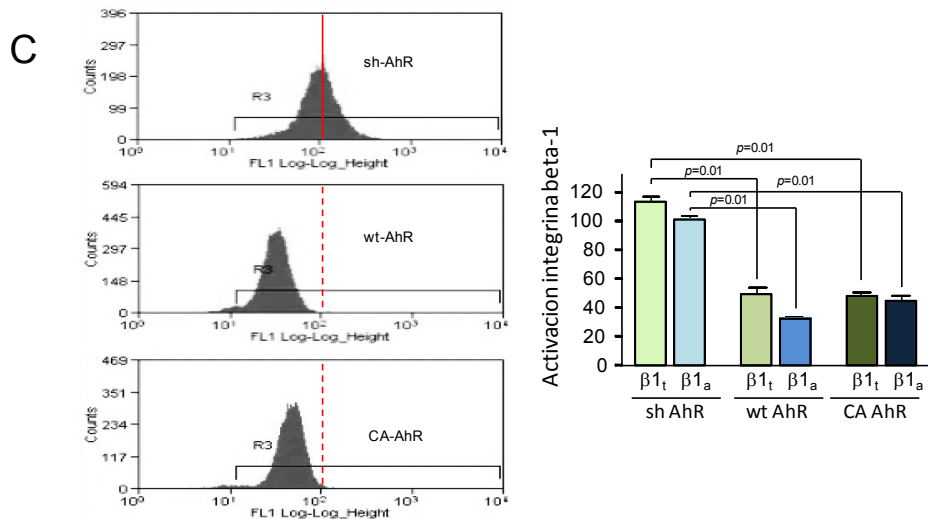 C
396
297
198
99
0
Counts
sh-AhR
R3
10⁰ 10¹ 10² 10³ 10⁴
FL1 Log-Log_Height
594
445
297
148
0
Counts
wt-AhR
R3
10⁰ 10¹ 10² 10³ 10⁴
FL1 Log-Log_Height
469
351
234
117
0
Counts
CA-AhR
R3
10⁰ 10¹ 10² 10³ 10⁴
FL1 Log-Log_Height
Activacion integrina beta-1
120
100
80
60
40
20
0
p=0.01
p=0.01
p=0.01
p=0.01
β1t β1a β1t β1a β1t β1a
sh AhR wt AhR CA AhR